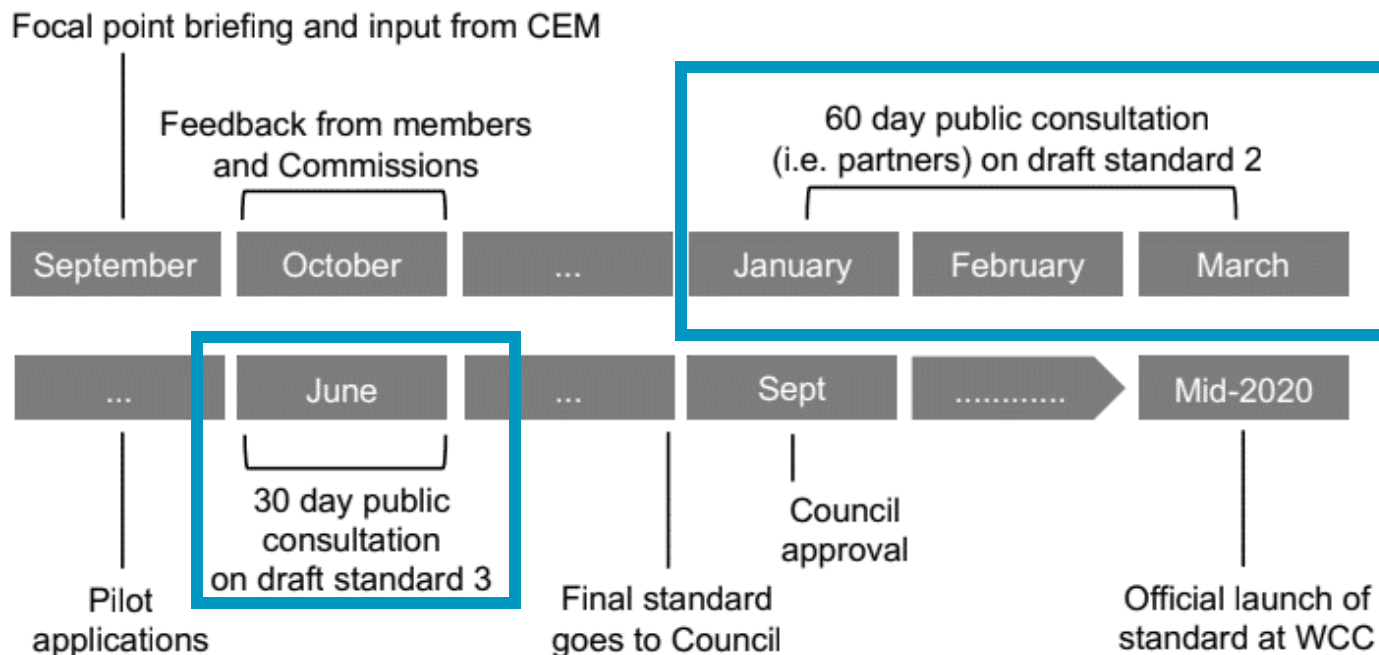 Focal point briefing and input from CEM
Feedback from members
and Commissions
60 day public consultation
(i.e. partners) on draft standard 2
September
October
...
January
February
March
...
June
...
Sept
............
Mid-2020
30 day public
consultation
on draft standard 3
Council
approval
Pilot
applications
Final standard
goes to Council
Official launch of
standard at WCC